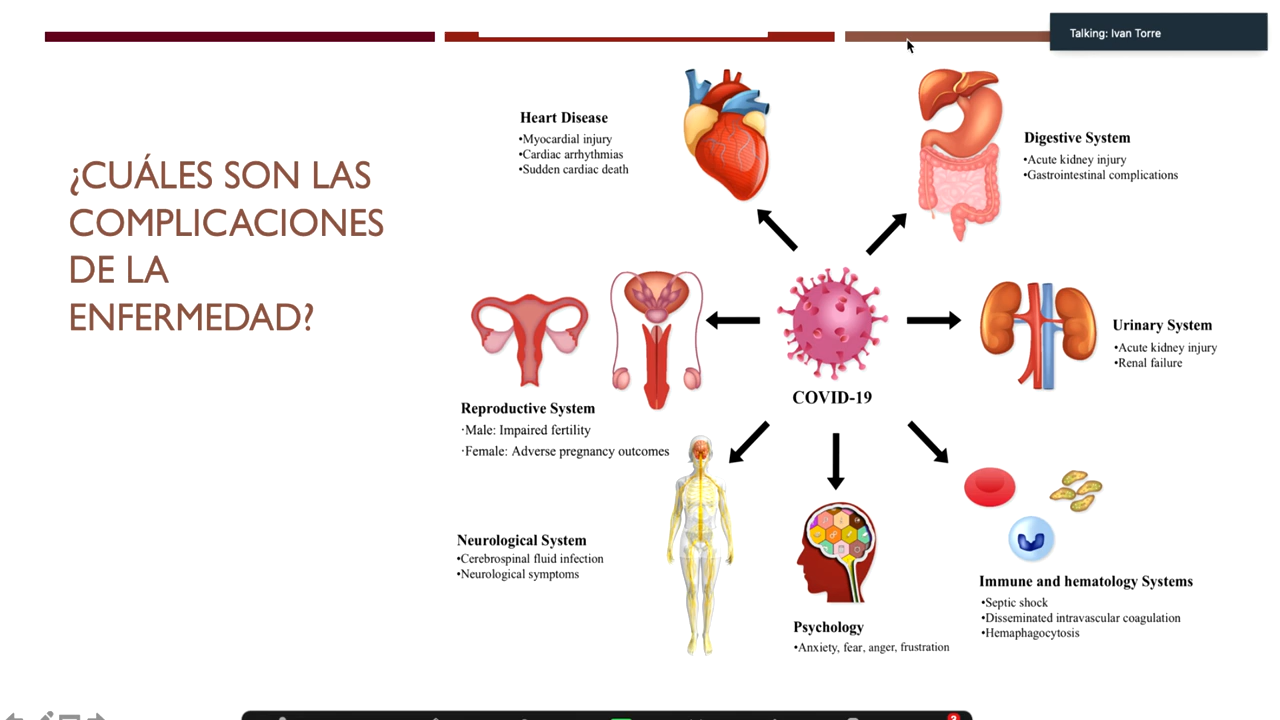 Talking: Ivan Torre
¿CUÁLES SON LAS
COMPLICACIONES
DE LA
ENFERMEDAD?
Heart Disease
•Myocardial injury
•Cardiac arrhythmias
•Sudden cardiac death
Digestive System
•Acute kidney injury
•Gastrointestinal complications
Reproductive System
·Male: Impaired fertility
·Female: Adverse pregnancy outcomes
COVID-19
Urinary System
•Acute kidney injury
•Renal failure
Neurological System
•Cerebrospinal fluid infection
•Neurological symptoms
Psychology
•Anxiety, fear, anger, frustration
Immune and hematology Systems
•Septic shock
•Disseminated intravascular coagulation
•Hemaphagocytosis